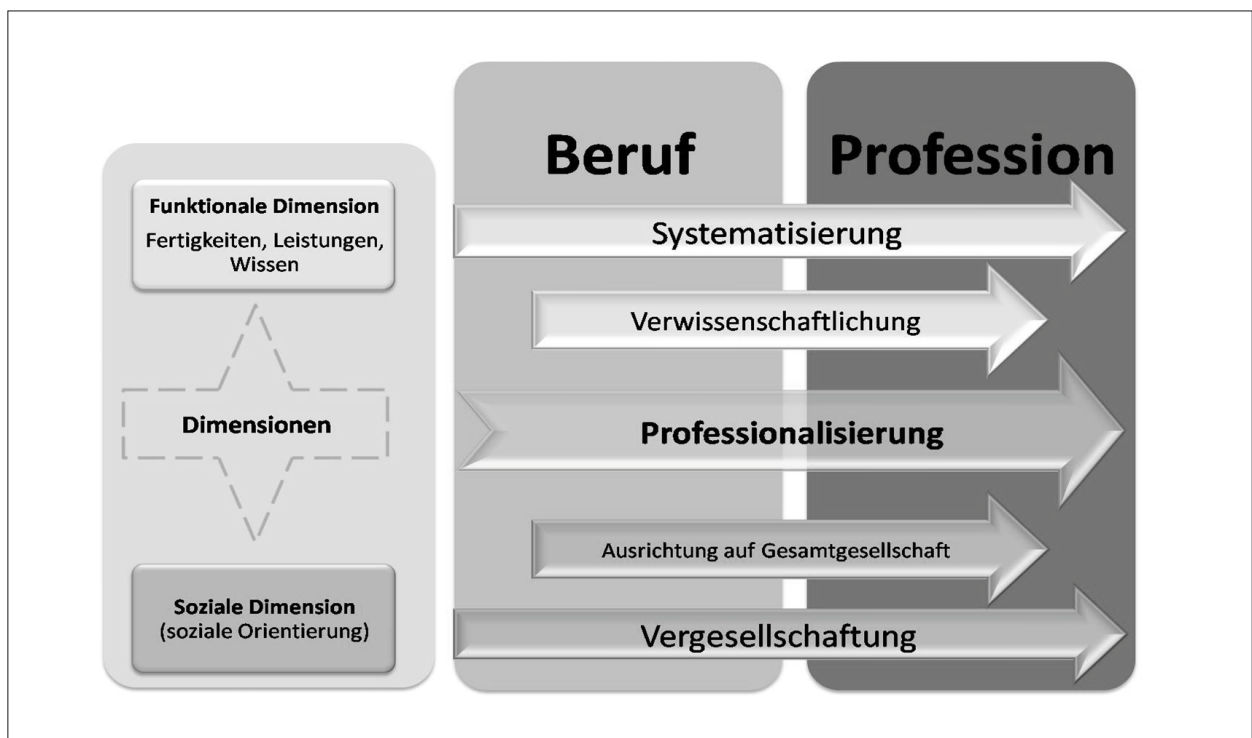 Beruf
Profession
Funktionale Dimension
Fertigkeiten, Leistungen,
Wissen
Dimensionen
Soziale Dimension
(soziale Orientierung)
Systematisierung
Verwissenschaftlichung
Professionalisierung
Ausrichtung auf Gesamtgesellschaft
Vergesellschaftung